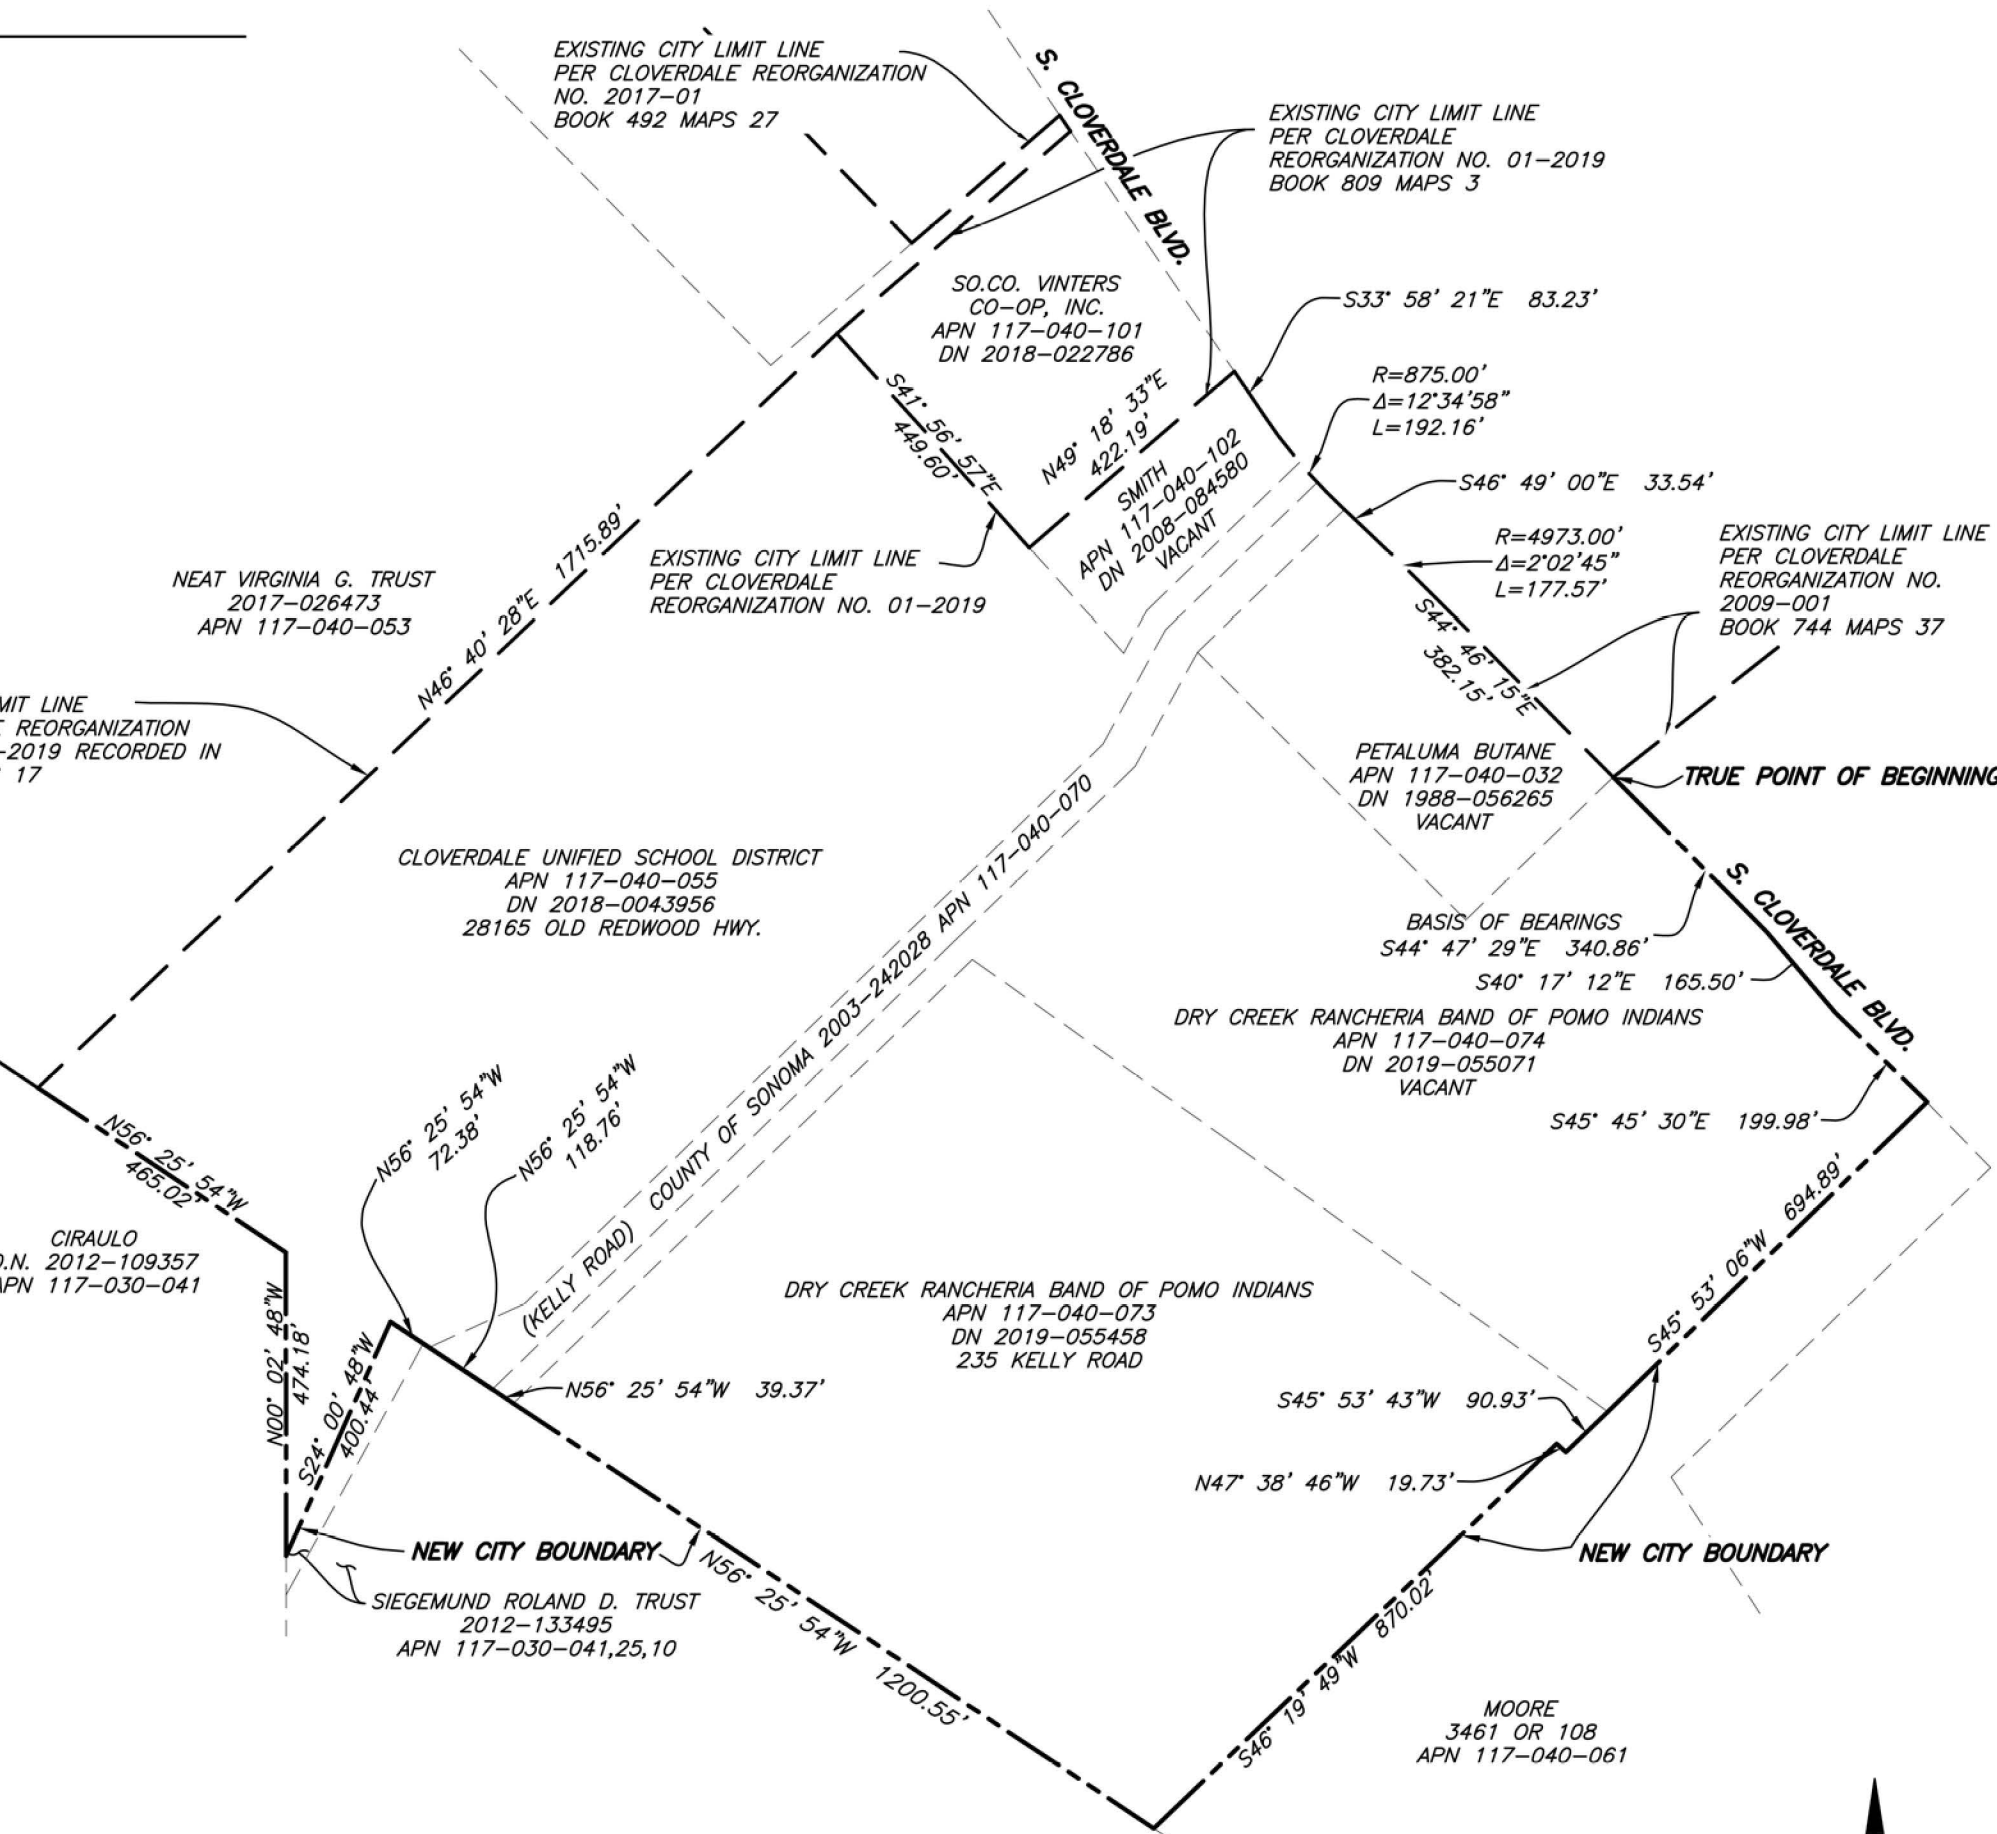 EXISTING CITY LIMIT LINE
PER CLOVERDALE REORGANIZATION
NO. 2017-01
BOOK 492 MAPS 27
S. CLOVERDALE BLVD.
EXISTING CITY LIMIT LINE
PER CLOVERDALE
REORGANIZATION NO. 01-2019
BOOK 809 MAPS 3
SO.CO. VINTERS
CO-OP, INC.
APN 117-040-101
DN 2018-022786
S33° 58' 21"E 83.23'
R=875.00'
Δ=12°34'58"
L=192.16'
S41° 56' 57"E
449.60'
N49° 18' 33"E
422.19'
SMITH
APN 117-040-102
DN 2008-084580
VACANT
S46° 49' 00"E 33.54'
R=4973.00'
Δ=2°02'45"
L=177.57'
EXISTING CITY LIMIT LINE
PER CLOVERDALE
REORGANIZATION NO.
2009-001
BOOK 744 MAPS 37
EXISTING CITY LIMIT LINE
PER CLOVERDALE
REORGANIZATION NO. 01-2019
NEAT VIRGINIA G. TRUST
2017-026473
APN 117-040-053
N46° 40' 28"E 1715.89'
S44° 46' 15"E
382.15'
MIT LINE
REORGANIZATION
-2019 RECORDED IN
17
PETALUMA BUTANE
APN 117-040-032
DN 1988-056265
VACANT
TRUE POINT OF BEGINNING
CLOVERDALE UNIFIED SCHOOL DISTRICT
APN 117-040-055
DN 2018-0043956
28165 OLD REDWOOD HWY.
(KELLY ROAD) COUNTY OF SONOMA 2003-242028 APN 117-040-070
S. CLOVERDALE BLVD.
BASIS OF BEARINGS
S44° 47' 29"E 340.86'
S40° 17' 12"E 165.50'
DRY CREEK RANCHERIA BAND OF POMO INDIANS
APN 117-040-074
DN 2019-055071
VACANT
S45° 45' 30"E 199.98'
N56° 25' 54"W
72.38'
N56° 25' 54"W
118.76'
N56° 25' 54"W
465.02'
CIRAULO
D.N. 2012-109357
APN 117-030-041
S45° 53' 06"W 694.89'
N00° 02' 48"W
474.18'
S24° 00' 48"W
400.44'
DRY CREEK RANCHERIA BAND OF POMO INDIANS
APN 117-040-073
DN 2019-055458
235 KELLY ROAD
N56° 25' 54"W 39.37'
S45° 53' 43"W 90.93'
N47° 38' 46"W 19.73'
NEW CITY BOUNDARY
NEW CITY BOUNDARY
SIEGEMUND ROLAND D. TRUST
2012-133495
APN 117-030-041,25,10
N56° 25' 54"W 1200.55'
S46° 19' 49"W 870.02'
MOORE
3461 OR 108
APN 117-040-061